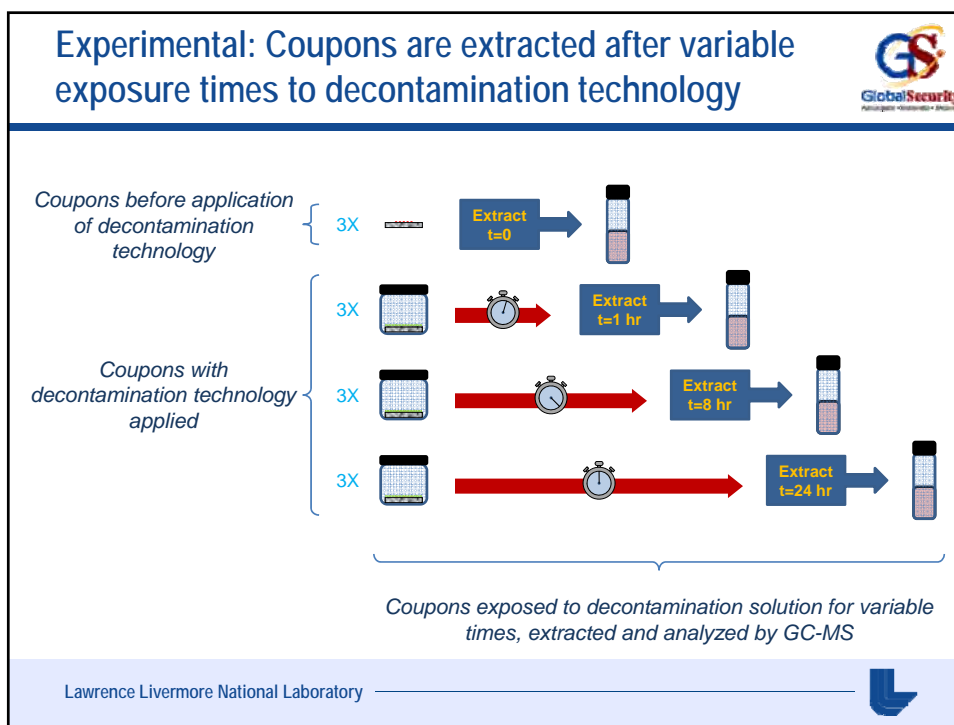 Experimental: Coupons are extracted after variable
exposure times to decontamination technology
GS
GlobalSecurity
Coupons before application
of decontamination
technology
3X
Extract
t=0
3X
Extract
t=1 hr
Coupons with
decontamination technology
applied
3X
Extract
t=8 hr
3X
Extract
t=24 hr
Coupons exposed to decontamination solution for variable
times, extracted and analyzed by GC-MS
Lawrence Livermore National Laboratory